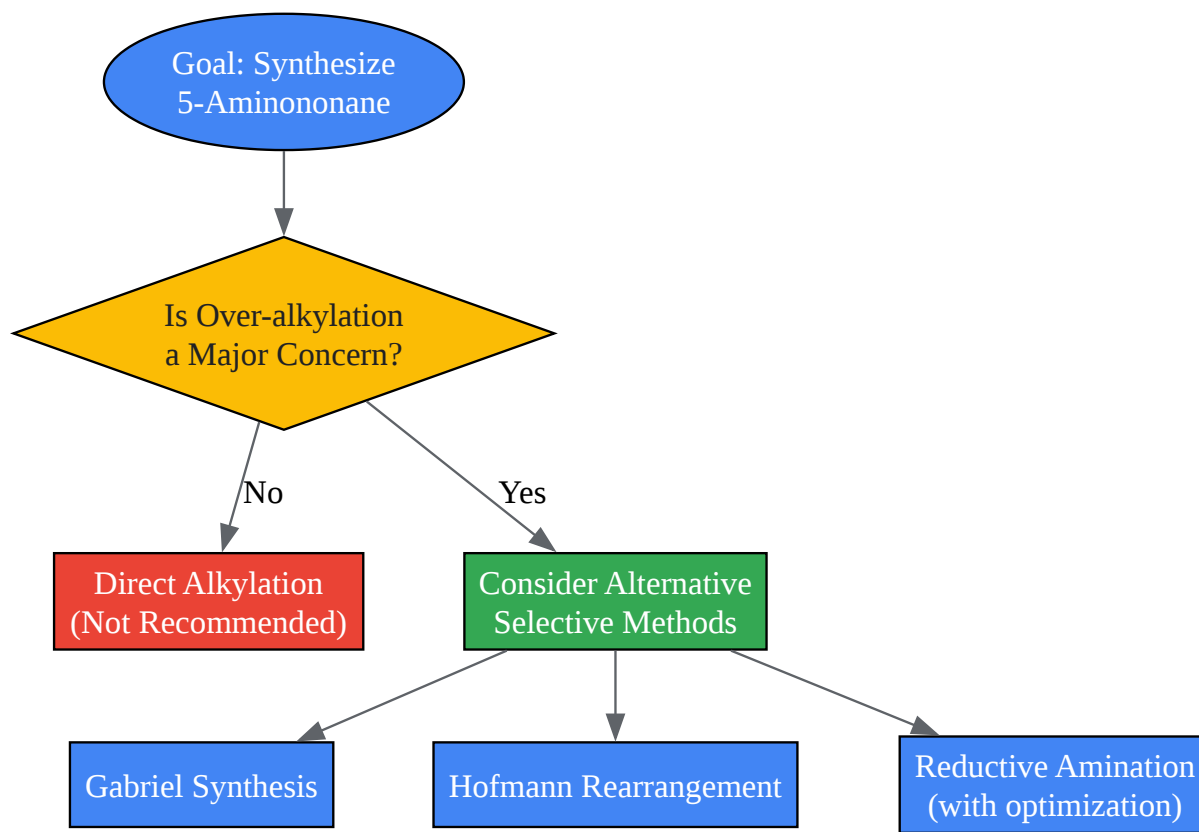 Goal: Synthesize
5-Aminononane
Is Over-alkylation
a Major Concern?
No
Yes
Direct Alkylation
(Not Recommended)
Consider Alternative
Selective Methods
Gabriel Synthesis
Hofmann Rearrangement
Reductive Amination
(with optimization)